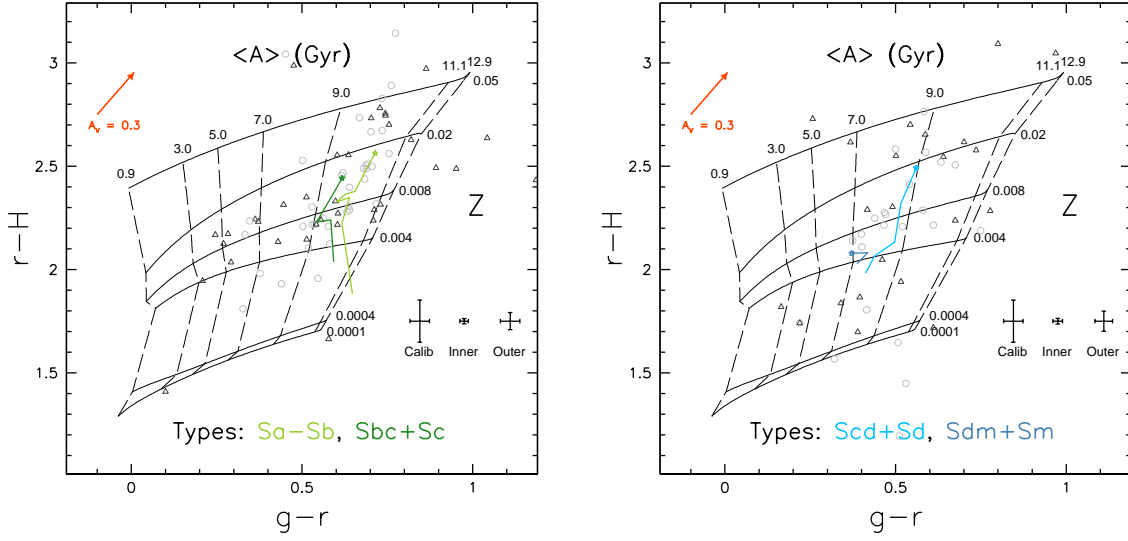 <A> (Gyr)
11.1 12.9
0.05
9.0
7.0
5.0
3.0
0.9
A_V = 0.3
0.02
0.008
Z
0.004
0.0004
0.0001
Calib Inner Outer
Types: Sa-Sb, Sbc+Sc
3
2.5
2
1.5
r-H
0 0.5 1
g-r
<A> (Gyr)
11.1 12.9
0.05
9.0
7.0
5.0
3.0
0.9
A_V = 0.3
0.02
0.008
Z
0.004
0.0004
0.0001
Calib Inner Outer
Types: Scd+Sd, Sdm+Sm
3
2.5
2
1.5
r-H
0 0.5 1
g-r